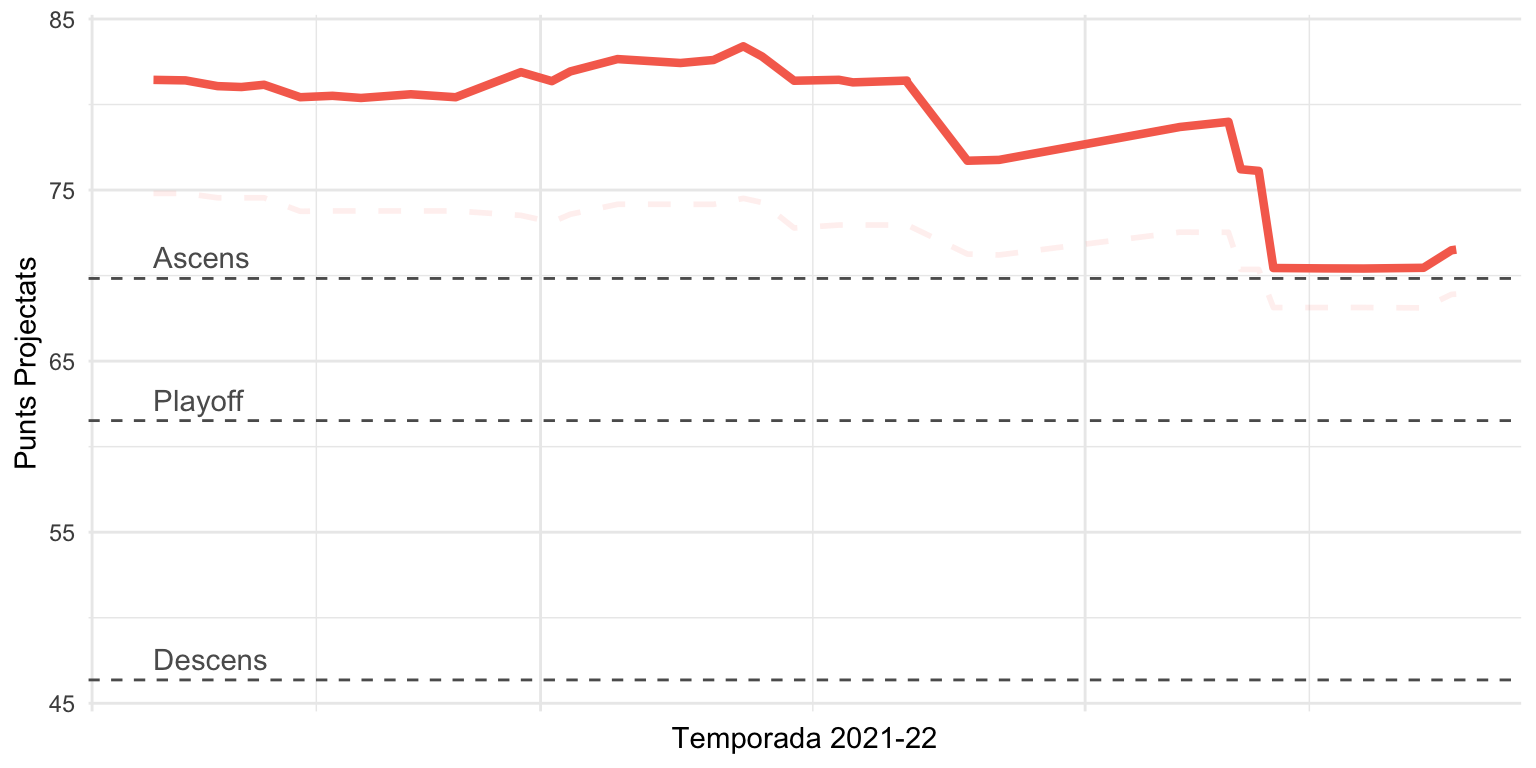 85
75
65
55
45
Punts Projectats
Ascens
Playoff
Descens
Temporada 2021-22